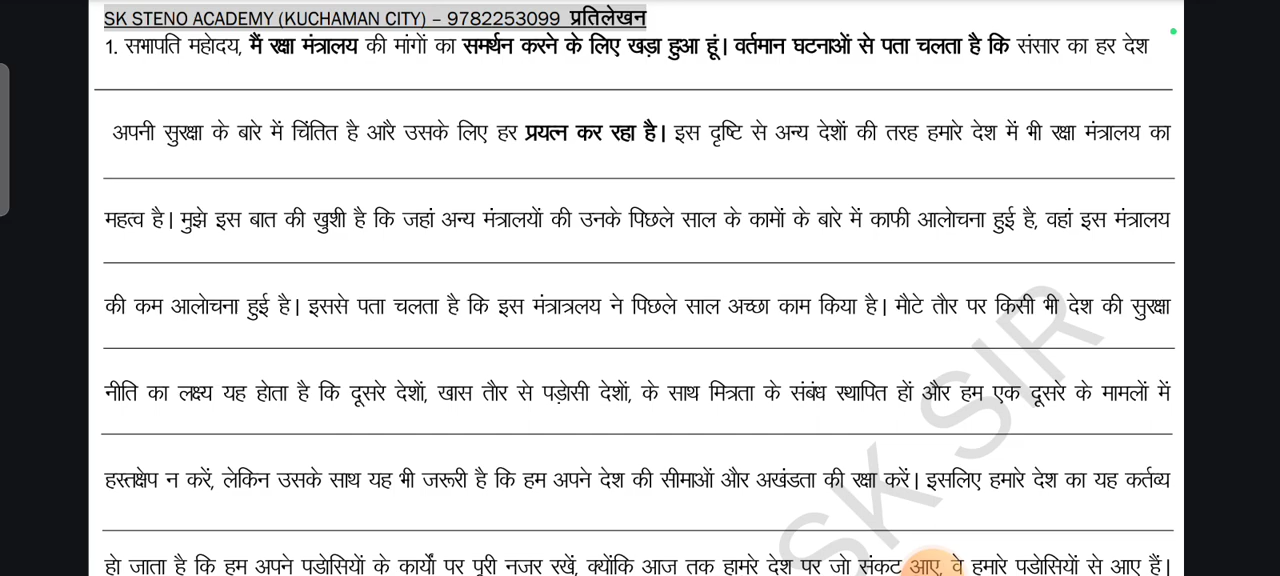 SK STENO ACADEMY (KUCHAMAN CITY) – 9782253099 प्रतिलेखन
1. सभापति महोदय, मैं रक्षा मंत्रालय की मांगों का समर्थन करने के लिए खड़ा हुआ हूं। वर्तमान घटनाओं से पता चलता है कि संसार का हर देश
अपनी सुरक्षा के बारे में चिंतित है आरै उसके लिए हर प्रयत्न कर रहा है। इस दृष्टि से अन्य देशों की तरह हमारे देश में भी रक्षा मंत्रालय का
महत्व है। मुझे इस बात की खुशी है कि जहां अन्य मंत्रालयों की उनके पिछले साल के कामों के बारे में काफी आलोचना हुई है, वहां इस मंत्रालय
की कम आलोचना हुई है। इससे पता चलता है कि इस मंत्रात्रलय ने पिछले साल अच्छा काम किया है। मोटे तौर पर किसी भी देश की सुरक्षा
नीति का लक्ष्य यह होता है कि दूसरे देशों, खास तौर से पड़ोसी देशों, के साथ मित्रता के संबंध स्थापित हों और हम एक दूसरे के मामलों में
हस्तक्षेप न करें, लेकिन उसके साथ यह भी जरूरी है कि हम अपने देश की सीमाओं और अखंडता की रक्षा करें। इसलिए हमारे देश का यह कर्तव्य
हो जाता है कि हम अपने पडोसियों के कार्यों पर पूरी नजर रखें, क्योंकि आज तक हामरे देश पर जो संकट आए, वे हमारे पडोसियों से आए हैं।
SK SIR